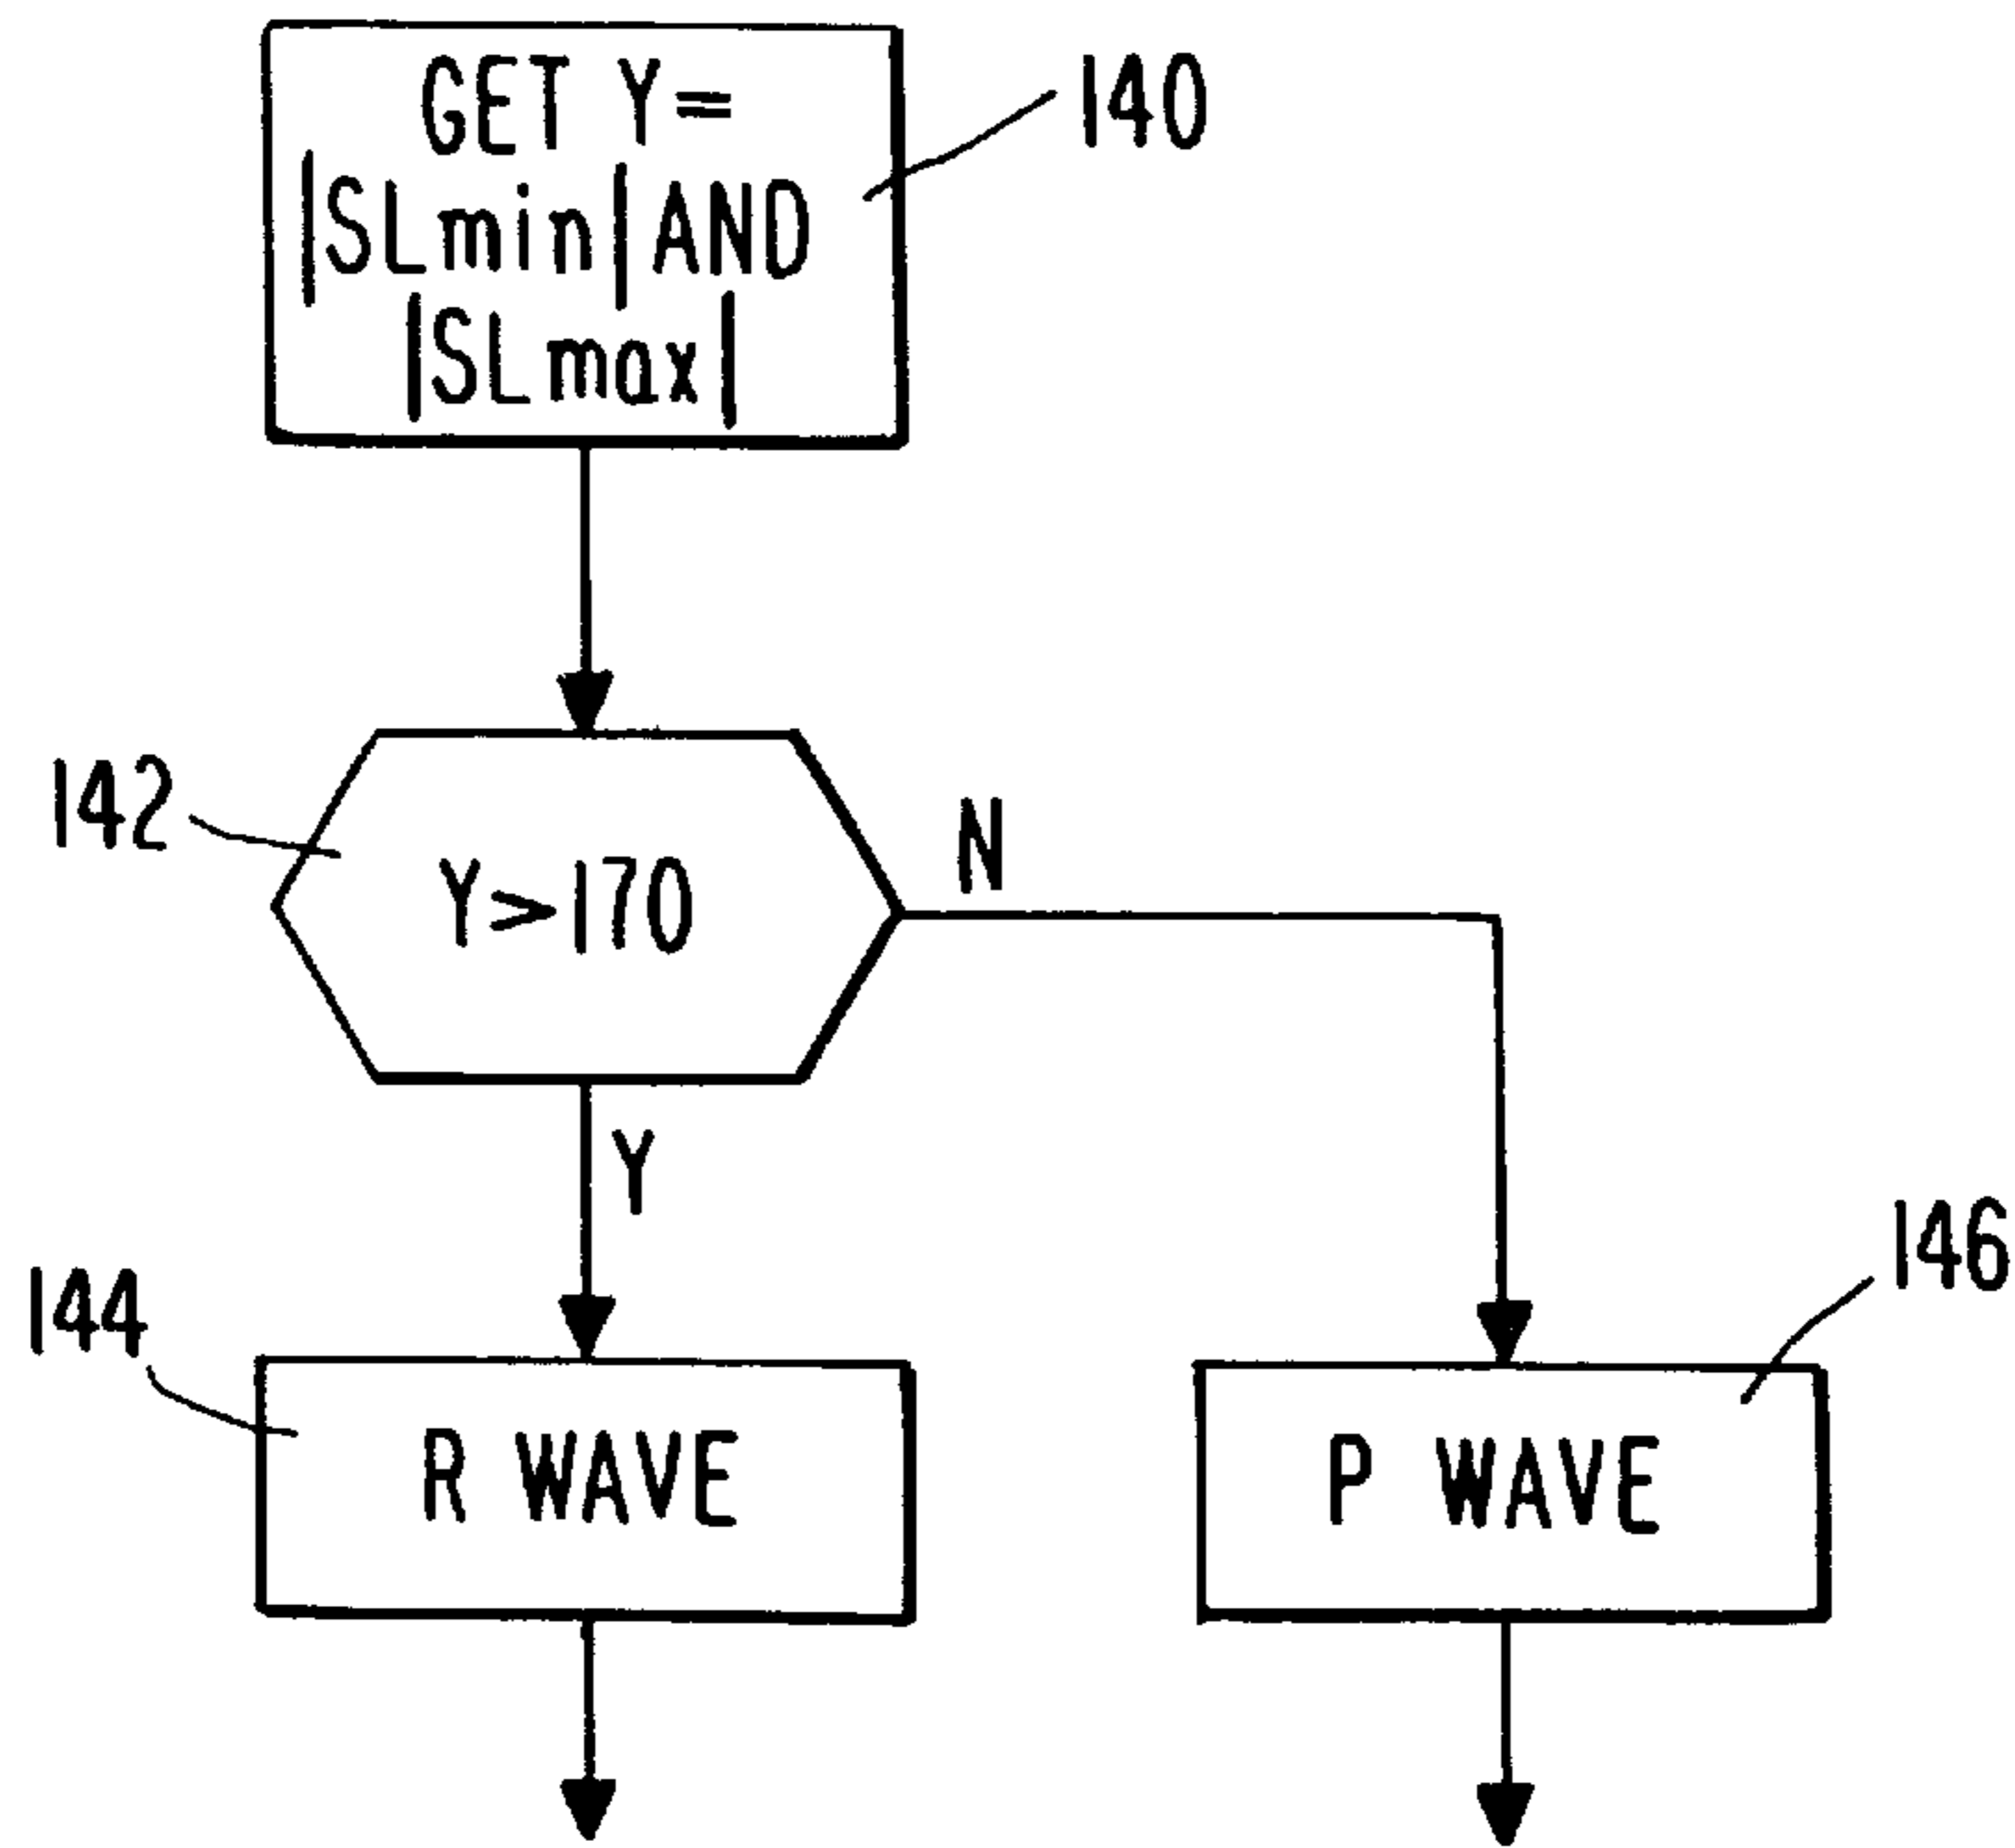 GET Y=
|SLmin| AND
|SLmax|
140
142
Y>170
N
Y
144
146
R WAVE
P WAVE